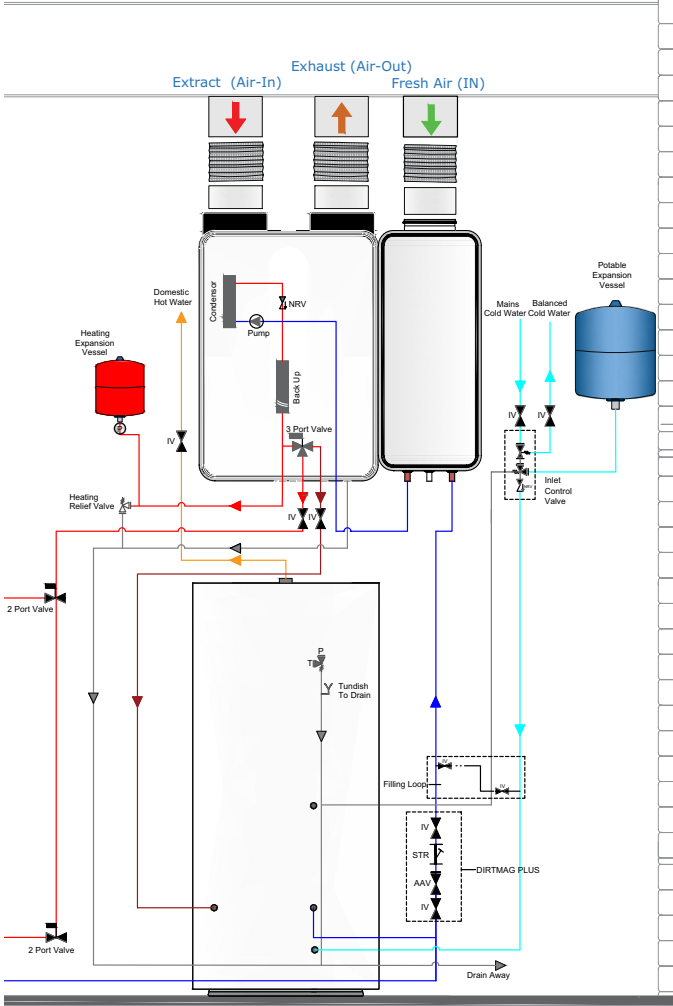 Exhaust (Air-Out)
Extract (Air-In)
Fresh Air (IN)
Potable
Expansion
Vessel
Domestic
Hot Water
Condensor
NRV
Mains
Cold Water
Balanced
Cold Water
Pump
Heating
Expansion
Vessel
Back Up
IV
IV
3 Port Valve
IV
P
Inlet
Control
Valve
NRV
Heating
Relief Valve
IV
IV
2 Port Valve
P
T
Tundish
To Drain
IV
Filling Loop
IV
IV
STR
DIRTMAG PLUS
AAV
IV
2 Port Valve
Drain Away